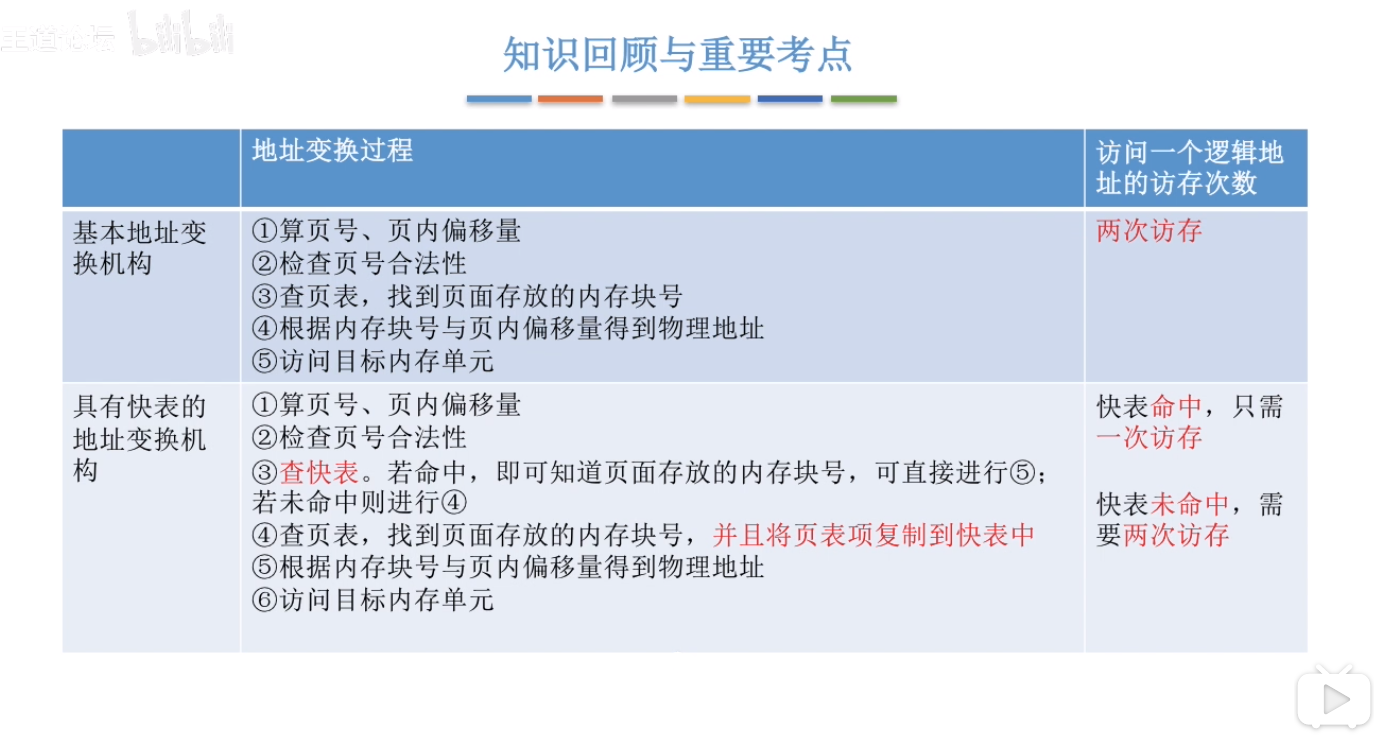 王道论坛 bilibili
知识回顾与重要考点
地址变换过程
访问一个逻辑地
址的访存次数
基本地址变
换机构
①算页号、页内偏移量
②检查页号合法性
③查页表，找到页面存放的内存块号
④根据内存块号与页内偏移量得到物理地址
⑤访问目标内存单元
两次访存
具有快表的
地址变换机
构
①算页号、页内偏移量
②检查页号合法性
③查快表。若命中，即可知道页面存放的内存块号，可直接进行⑤；
若未命中则进行④
④查页表，找到页面存放的内存块号，并且将页表项复制到快表中
⑤根据内存块号与页内偏移量得到物理地址
⑥访问目标内存单元
快表命中，只需
一次访存
快表未命中，需
要两次访存